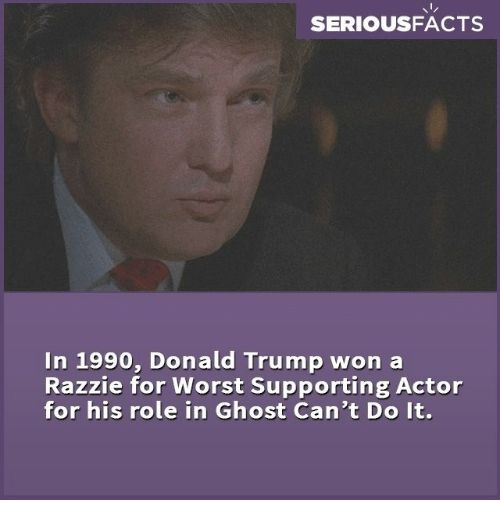 SERIOUSFACTS
In 1990, Donald Trump won a
Razzie for Worst Supporting Actor
for his role in Ghost Can't Do It.